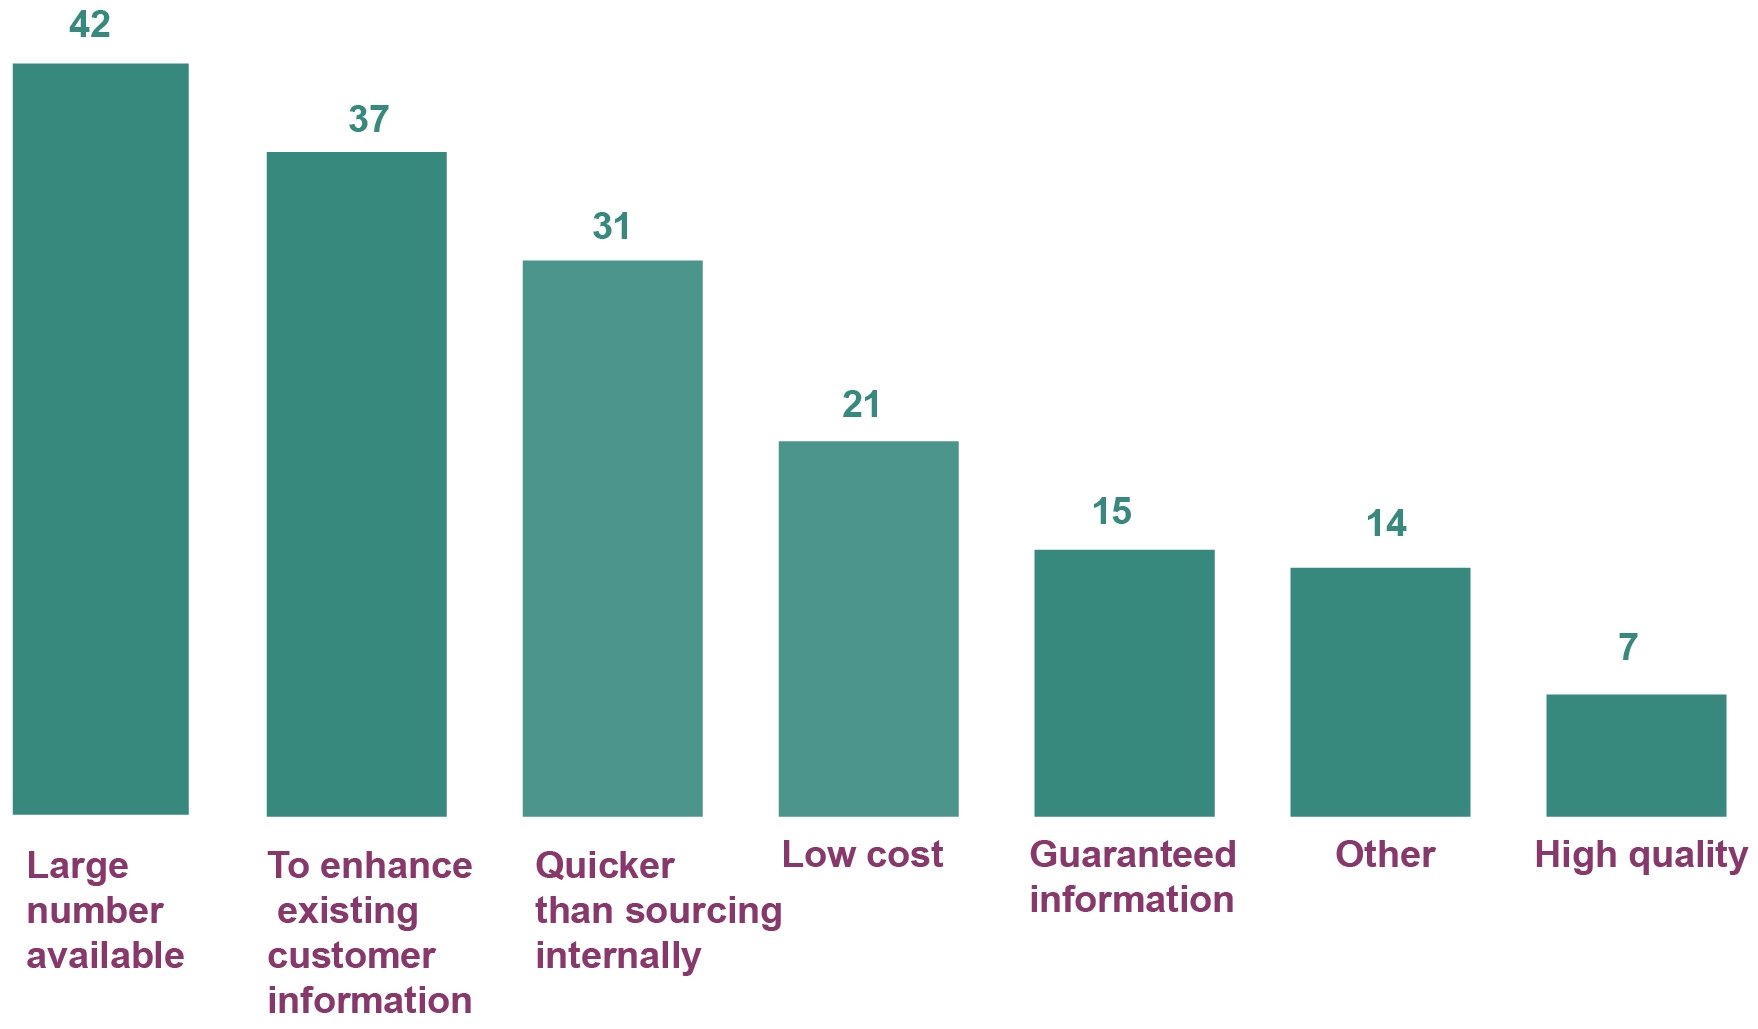 42
37
31
21
15
14
7
Large
number
available
To enhance
existing
customer
information
Quicker
than sourcing
internally
Low cost
Guaranteed
information
Other
High quality